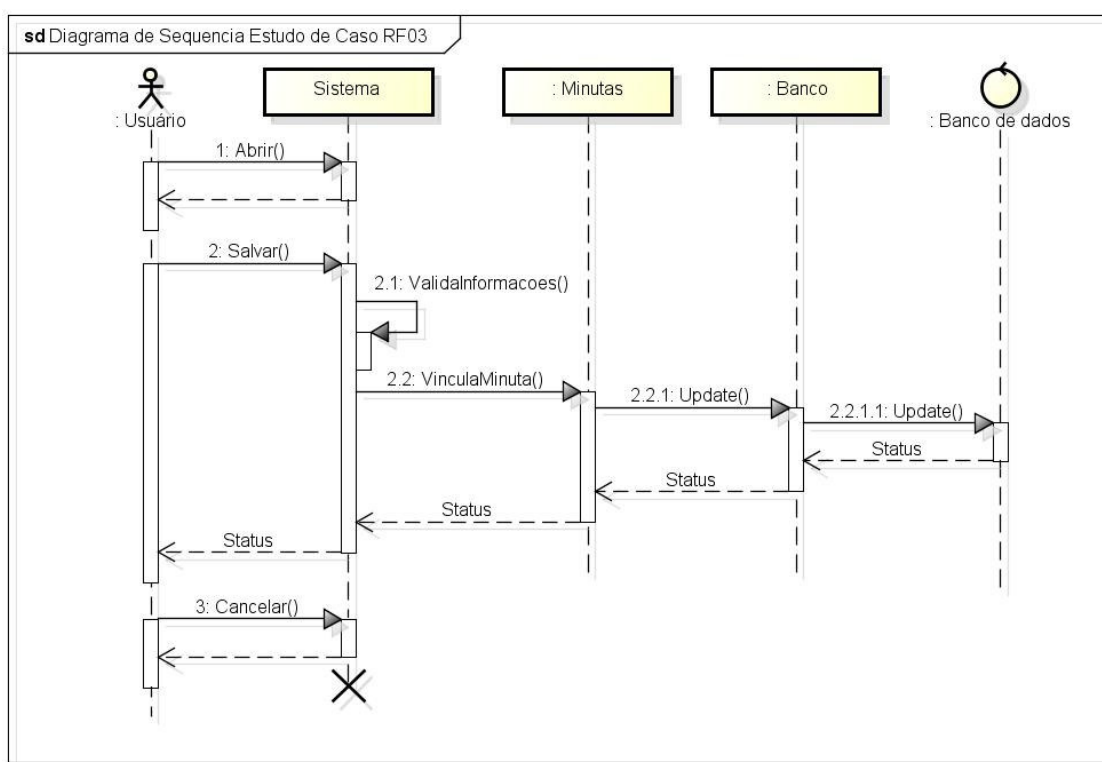 sd Diagrama de Sequencia Estudo de Caso RF03
: Usuário
Sistema
: Minutas
: Banco
: Banco de dados
1: Abrir()
2: Salvar()
2.1: ValidaInformacoes()
2.2: VinculaMinuta()
2.2.1: Update()
2.2.1.1: Update()
Status
Status
Status
Status
3: Cancelar()